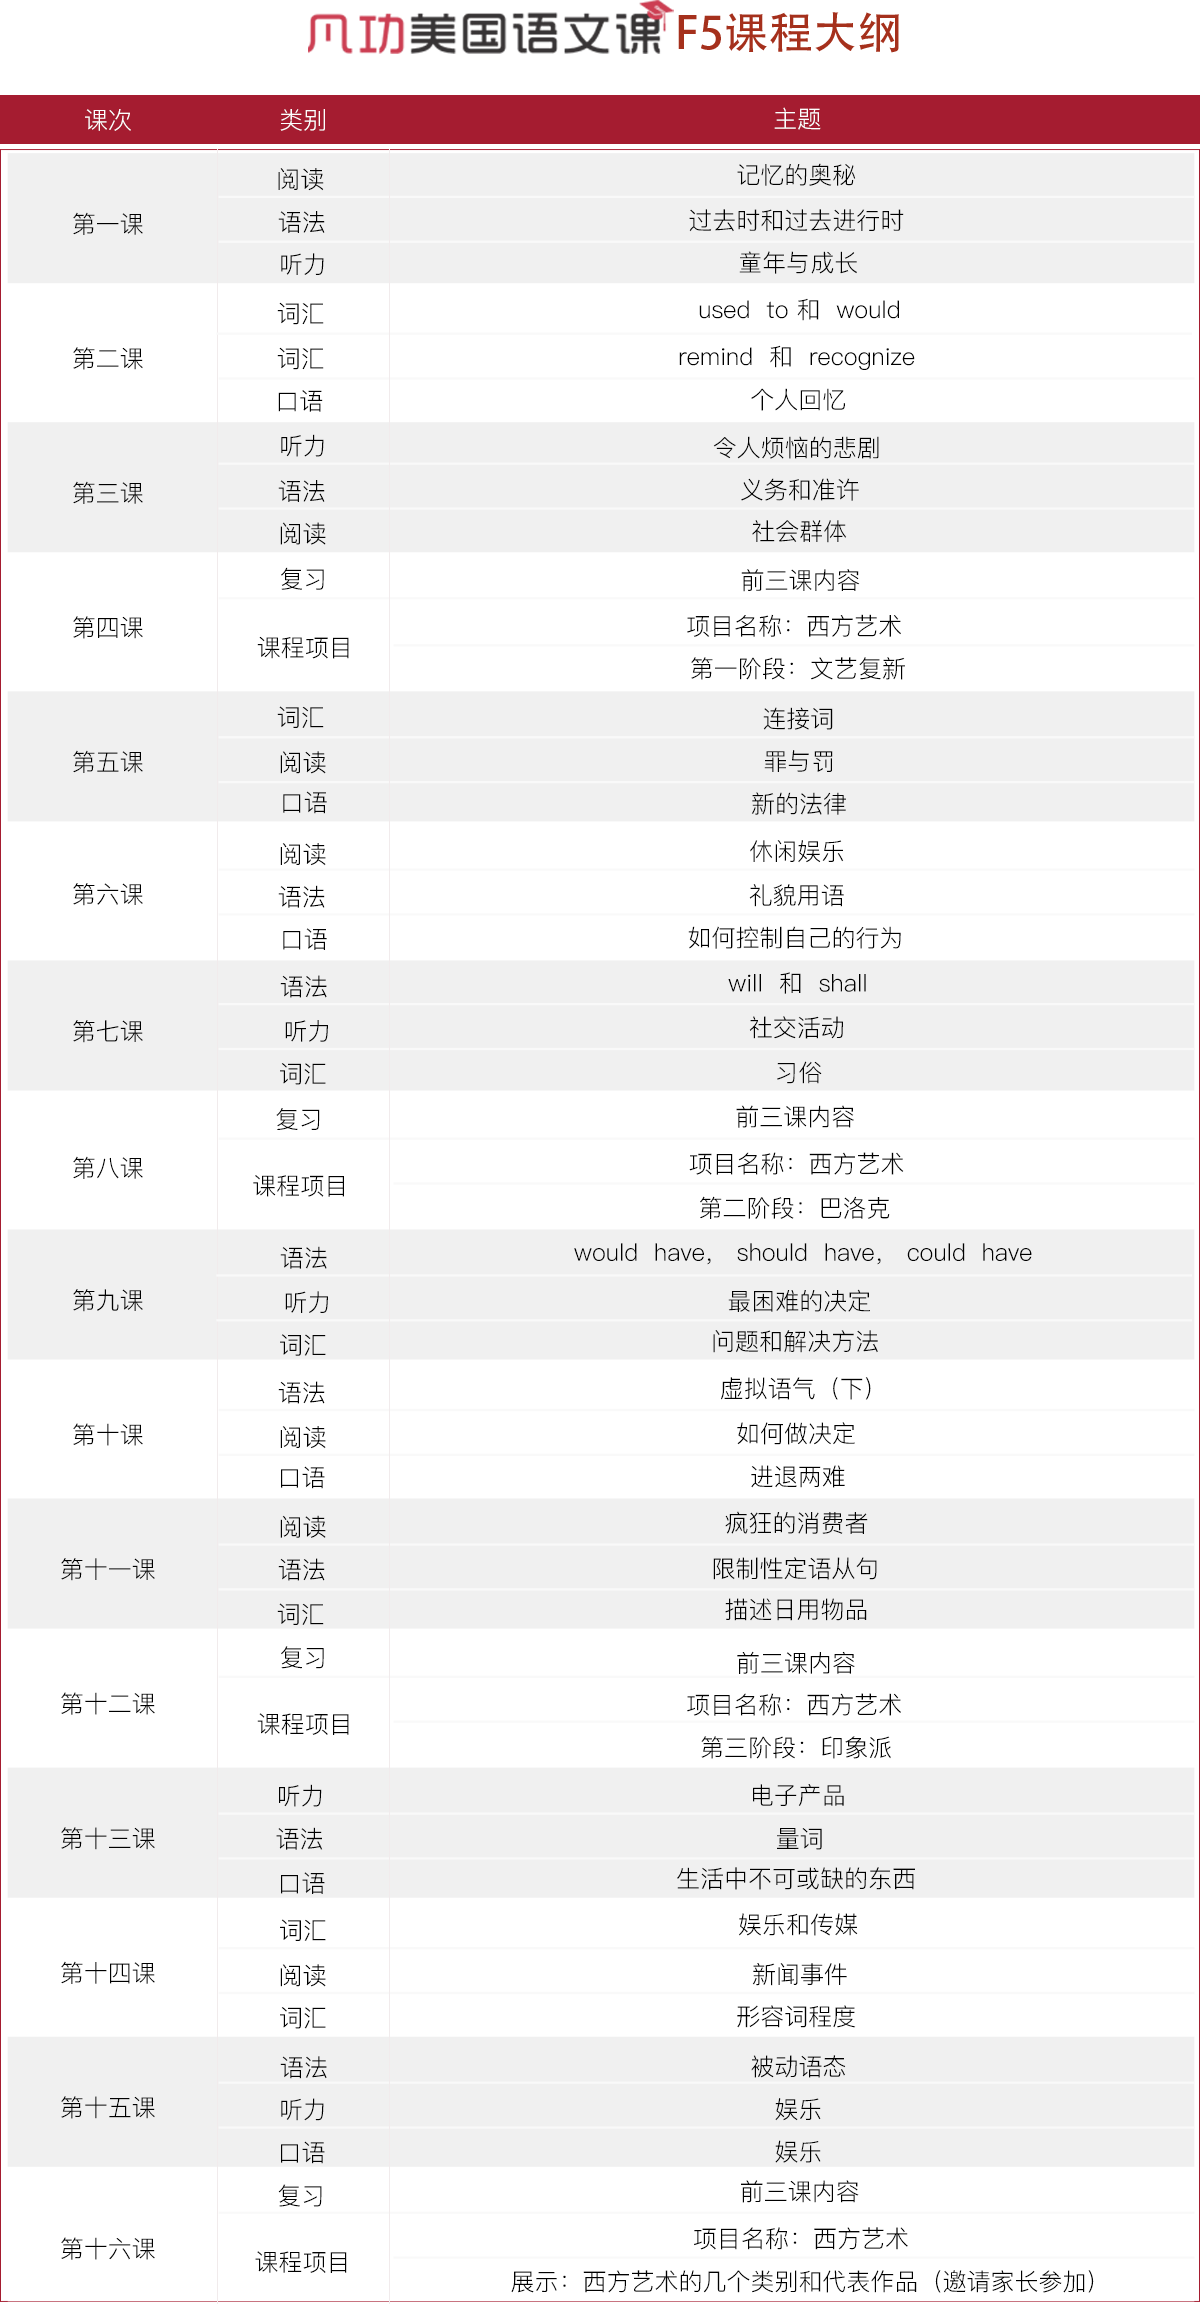 凡功美国语文课 F5课程大纲
课次 类别 主题
第一课
阅读 记忆的奥秘
语法 过去时和过去进行时
听力 童年与成长
第二课
词汇 used to 和 would
词汇 remind 和 recognize
口语 个人回忆
第三课
听力 令人烦恼的悲剧
语法 义务和准许
阅读 社会群体
第四课
复习 前三课内容
课程项目
项目名称：西方艺术
第一阶段：文艺复新
第五课
词汇 连接词
阅读 罪与罚
口语 新的法律
第六课
阅读 休闲娱乐
语法 礼貌用语
口语 如何控制自己的行为
第七课
语法 will 和 shall
听力 社交活动
词汇 习俗
第八课
复习 前三课内容
课程项目
项目名称：西方艺术
第二阶段：巴洛克
第九课
语法 would have， should have， could have
听力 最困难的决定
词汇 问题和解决方法
第十课
语法 虚拟语气（下）
阅读 如何做决定
口语 进退两难
第十一课
阅读 疯狂的消费者
语法 限制性定语从句
词汇 描述日用物品
第十二课
复习 前三课内容
课程项目
项目名称：西方艺术
第三阶段：印象派
第十三课
听力 电子产品
语法 量词
口语 生活中不可或缺的东西
第十四课
词汇 娱乐和传媒
阅读 新闻事件
词汇 形容词程度
第十五课
语法 被动语态
听力 娱乐
口语 娱乐
第十六课
复习 前三课内容
课程项目
项目名称：西方艺术
展示：西方艺术的几个类别和代表作品（邀请家长参加）